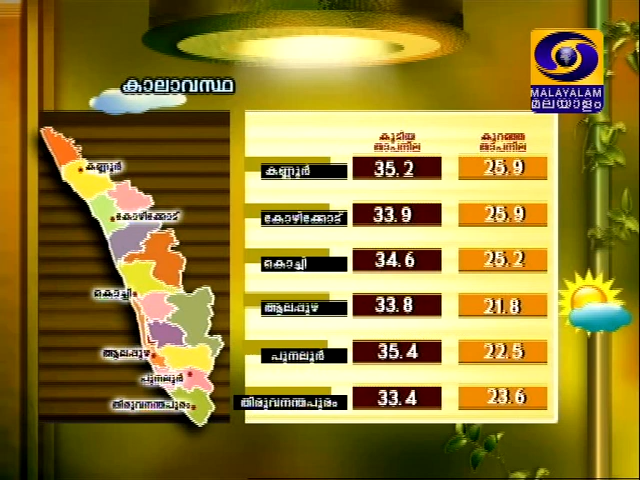 MALAYALAM
മലയാളം
കാലാവസ്ഥ
കൂടിയ താപനില
കുറഞ്ഞ താപനില
കണ്ണൂർ 35.2 25.9
കോഴിക്കോട് 33.9 25.9
കൊച്ചി 34.6 25.2
ആലപ്പുഴ 33.8 21.8
പുനലൂർ 35.4 22.5
തിരുവനന്തപുരം 33.4 23.6
കണ്ണൂർ
കോഴിക്കോട്
കൊച്ചി
ആലപ്പുഴ
പുനലൂർ
തിരുവനന്തപുരം